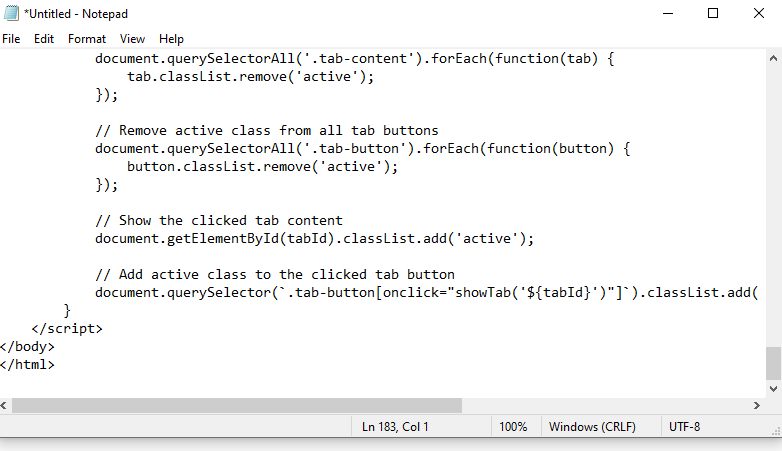 *Untitled - Notepad
File Edit Format View Help
            document.querySelectorAll('.tab-content').forEach(function(tab) {
                tab.classList.remove('active');
            });

            // Remove active class from all tab buttons
            document.querySelectorAll('.tab-button').forEach(function(button) {
                button.classList.remove('active');
            });

            // Show the clicked tab content
            document.getElementById(tabId).classList.add('active');

            // Add active class to the clicked tab button
            document.querySelector(`.tab-button[onclick="showTab('${tabId}')"]`).classList.add(
        }
    </script>
</body>
</html>
Ln 183, Col 1 100% Windows (CRLF) UTF-8